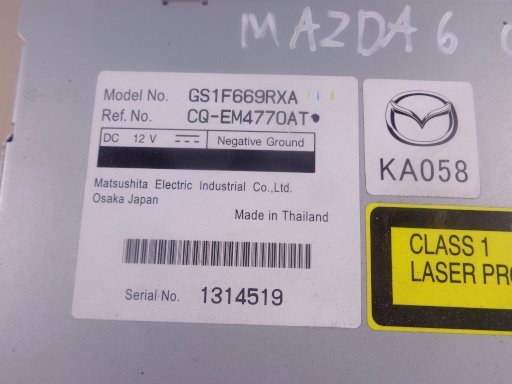 MAZDA 6
Model No. GS1F669RXA
Ref. No. CQ-EM4770AT
DC 12 V Negative Ground
Matsushita Electric Industrial Co.,Ltd.
Osaka Japan
Made in Thailand
Serial No. 1314519
KA058
CLASS 1
LASER PRO